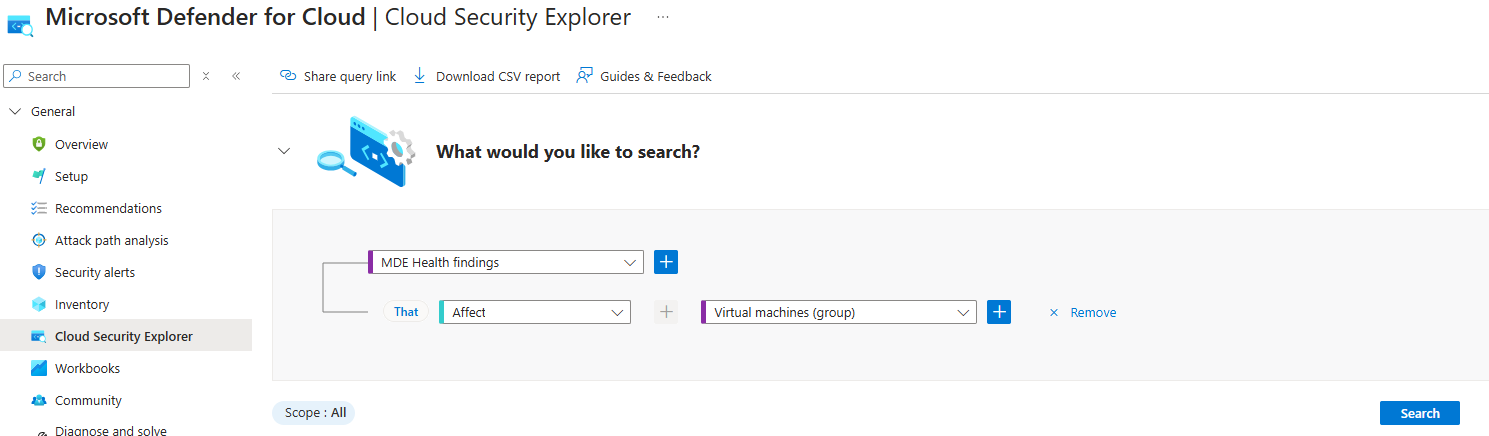 Microsoft Defender for Cloud | Cloud Security Explorer ...
Search
Share query link
Download CSV report
Guides & Feedback
General
Overview
What would you like to search?
Setup
Recommendations
Attack path analysis
Security alerts
MDE Health findings
Inventory
That Affect Virtual machines (group) Remove
Cloud Security Explorer
Workbooks
Community
Scope : All
Search
Diagnose and solve